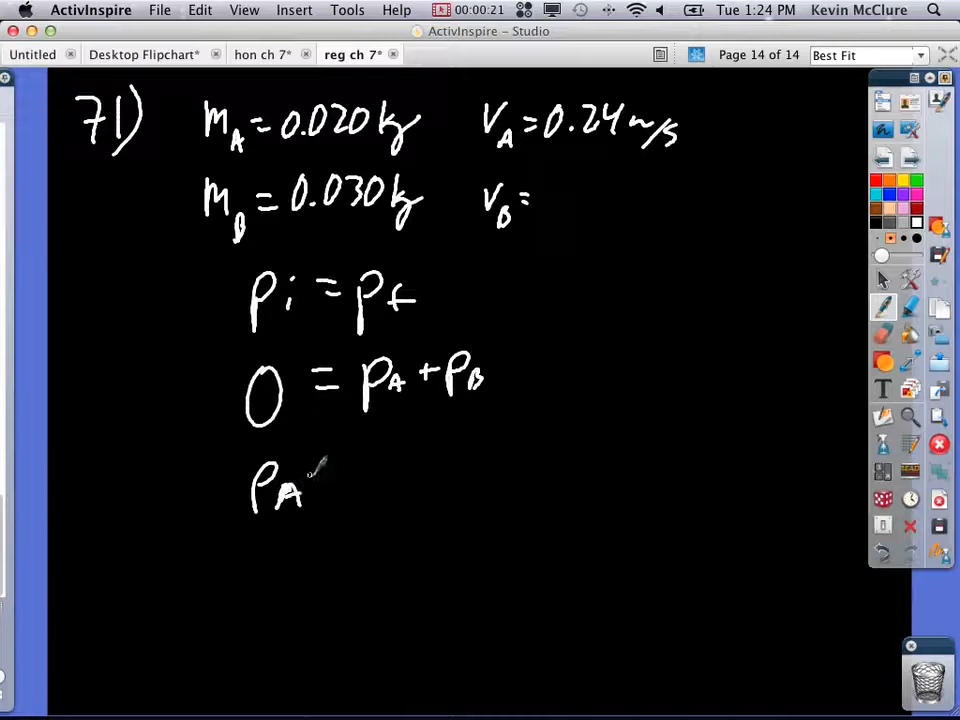 ActivInspire File Edit View Insert Tools Help 00:00:21 Tue 1:24 PM Kevin McClure
ActivInspire - Studio
Untitled Desktop Flipchart* hon ch 7* reg ch 7* Page 14 of 14 Best Fit
71) mA = 0.020 kg VA = 0.24 m/s
mB = 0.030 kg VB =
pi = pf
0 = pA + pB
pA